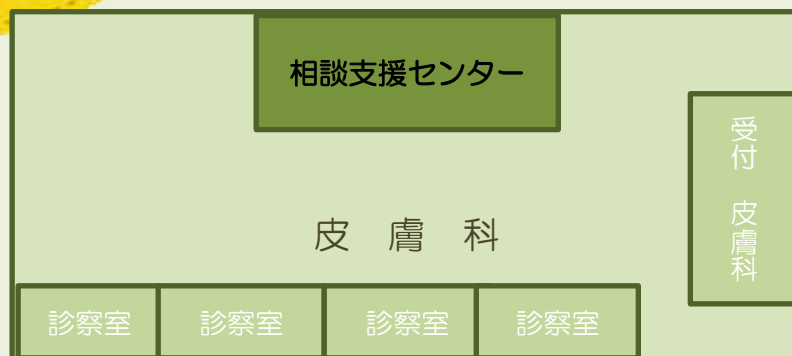 相談支援センター
受付　皮膚科
皮　膚　科
診察室
診察室
診察室
診察室